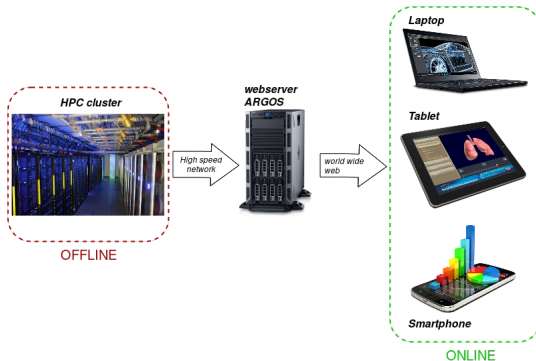 HPC cluster
OFFLINE
High speed
network
webserver
ARGOS
world wide
web
Laptop
Tablet
Smartphone
ONLINE